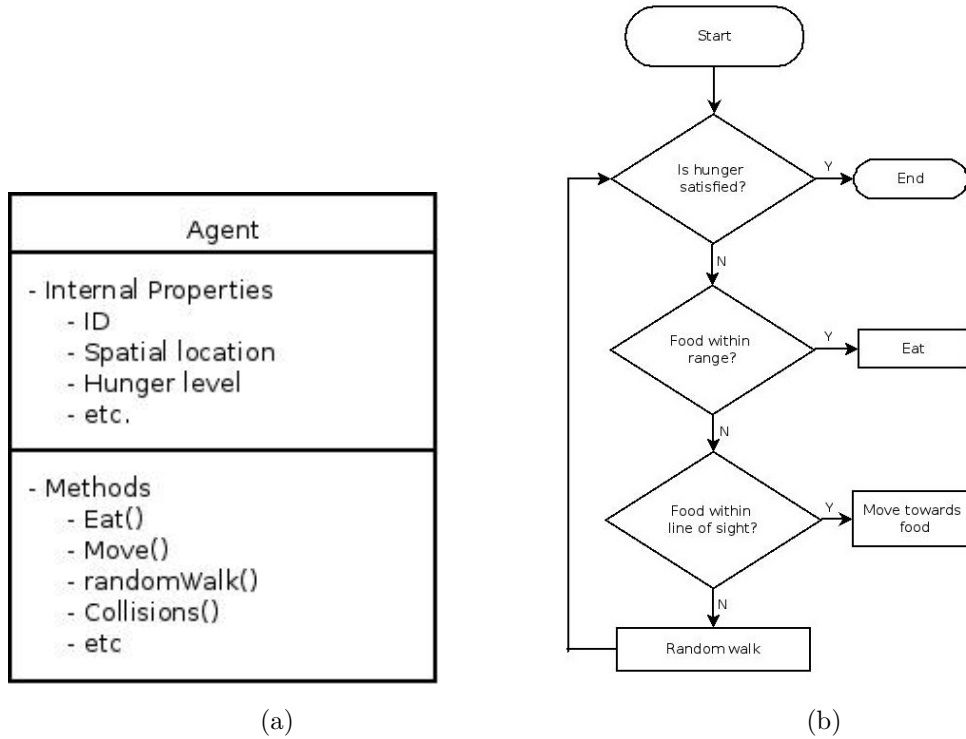 Agent
- Internal Properties
- ID
- Spatial location
- Hunger level
- etc.
- Methods
- Eat()
- Move()
- randomWalk()
- Collisions()
- etc
(a)
Start
Is hunger
satisfied?
Y
End
N
Food within
range?
Y
Eat
N
Food within
line of sight?
Y
Move towards
food
N
Random walk
(b)